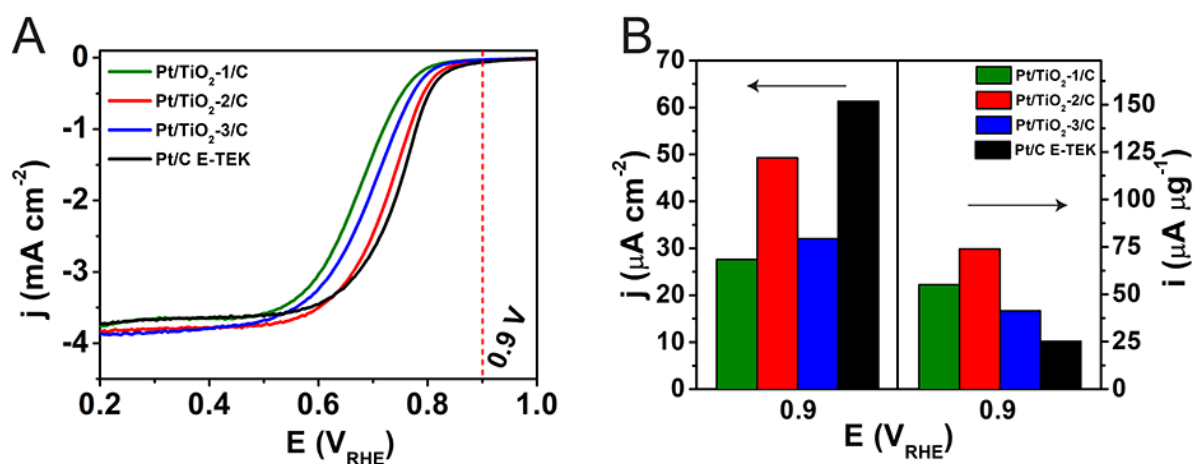 A
0
-1
-2
-3
-4
j (mA cm⁻²)
Pt/TiO₂-1/C
Pt/TiO₂-2/C
Pt/TiO₂-3/C
Pt/C E-TEK
0.9 V
0.2 0.4 0.6 0.8 1.0
E (V_RHE)
B
70
60
50
40
30
20
10
0
j (μA cm⁻²)
Pt/TiO₂-1/C
Pt/TiO₂-2/C
Pt/TiO₂-3/C
Pt/C E-TEK
150
125
100
75
50
25
0
i (μA μg⁻¹)
0.9 0.9
E (V_RHE)